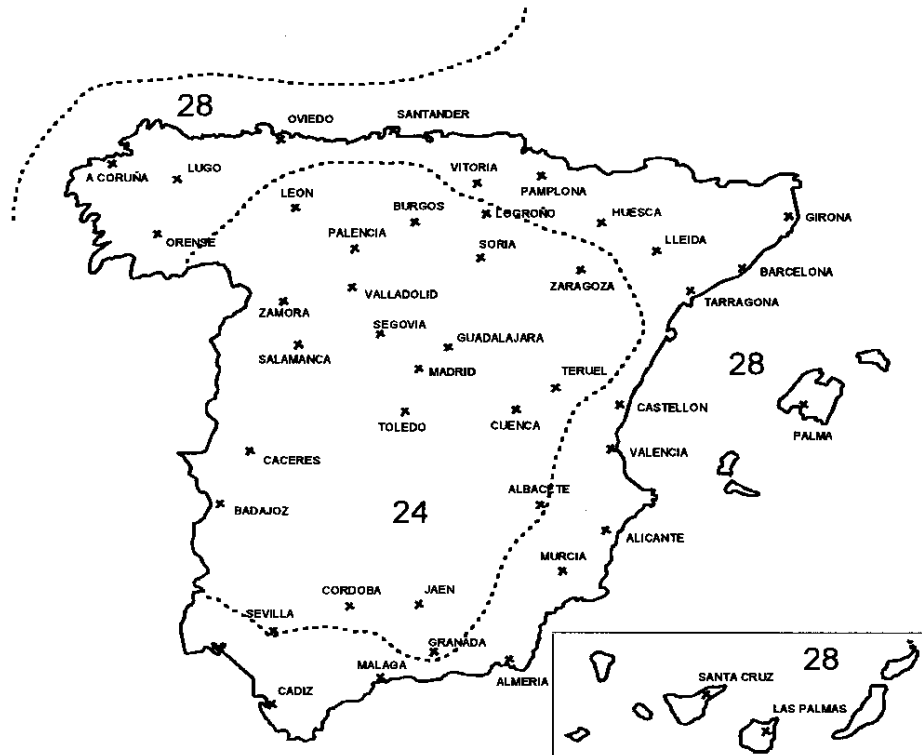 28
OVIEDO
SANTANDER
A CORUÑA
LUGO
VITORIA
PAMPLONA
LEON
BURGOS
LOGROÑO
HUESCA
GIRONA
ORENSE
PALENCIA
SORIA
LLEIDA
ZARAGOZA
BARCELONA
VALLADOLID
TARRAGONA
ZAMORA
SEGOVIA
GUADALAJARA
SALAMANCA
MADRID
28
TERUEL
TOLEDO
CUENCA
CASTELLON
PALMA
CACERES
VALENCIA
ALBACETE
BADAJOZ
24
ALICANTE
MURCIA
CORDOBA
JAEN
SEVILLA
GRANADA
MALAGA
ALMERIA
CADIZ
28
SANTA CRUZ
LAS PALMAS